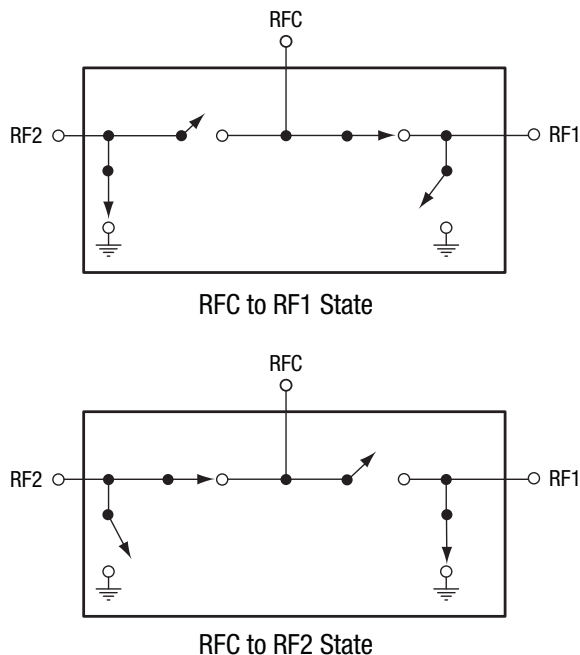 RFC
RF2
RF1
RFC to RF1 State
RFC
RF2
RF1
RFC to RF2 State